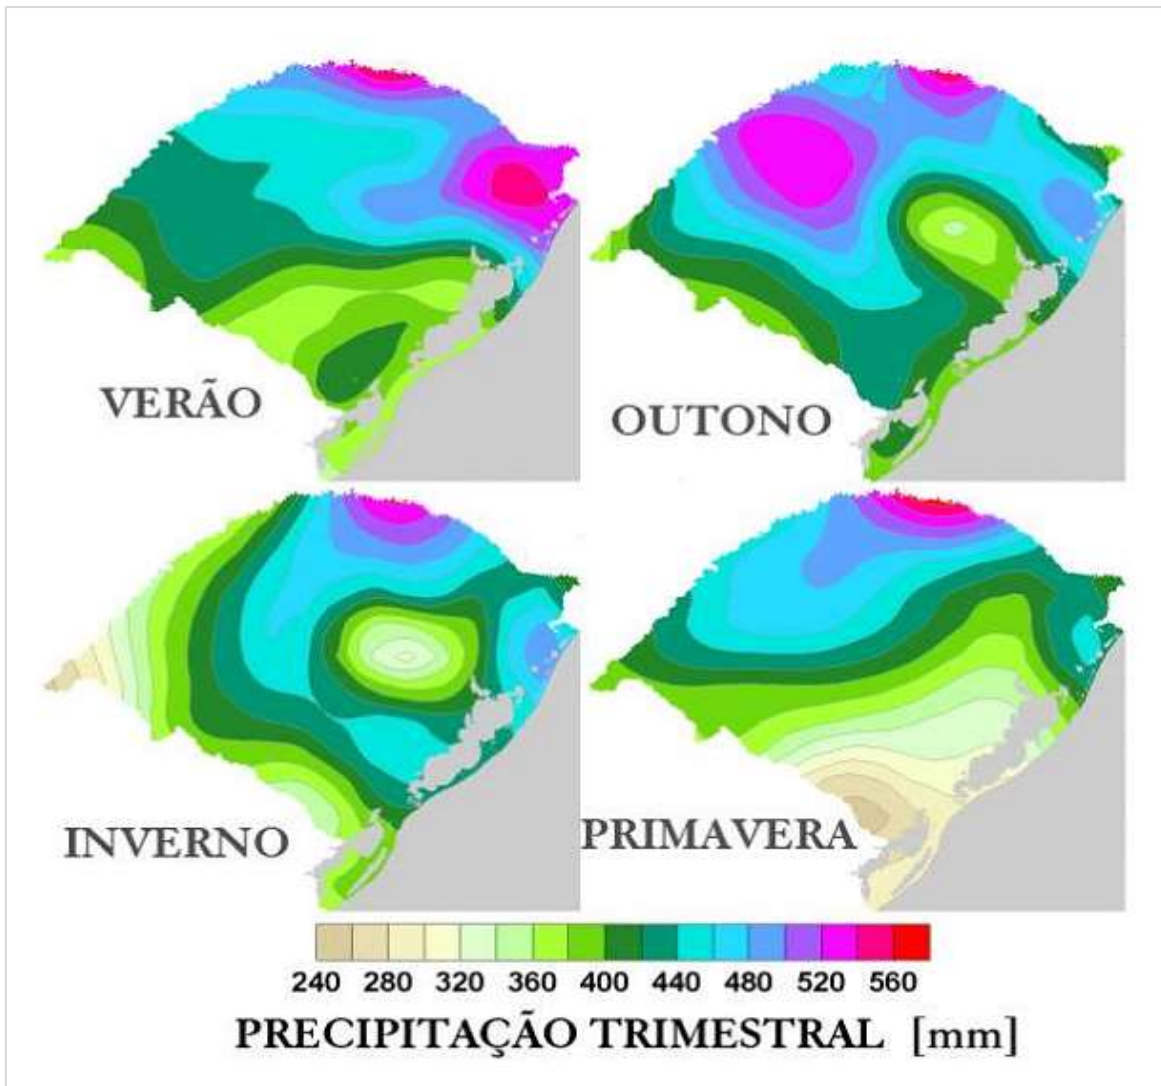 VERÃO
OUTONO
INVERNO
PRIMAVERA
240 280 320 360 400 440 480 520 560
PRECIPITAÇÃO TRIMESTRAL [mm]